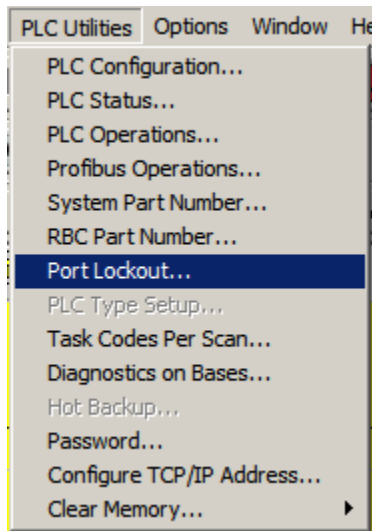 PLC Utilities Options Window He
PLC Configuration...
PLC Status...
PLC Operations...
Profibus Operations...
System Part Number...
RBC Part Number...
Port Lockout...
PLC Type Setup...
Task Codes Per Scan...
Diagnostics on Bases...
Hot Backup...
Password...
Configure TCP/IP Address...
Clear Memory...